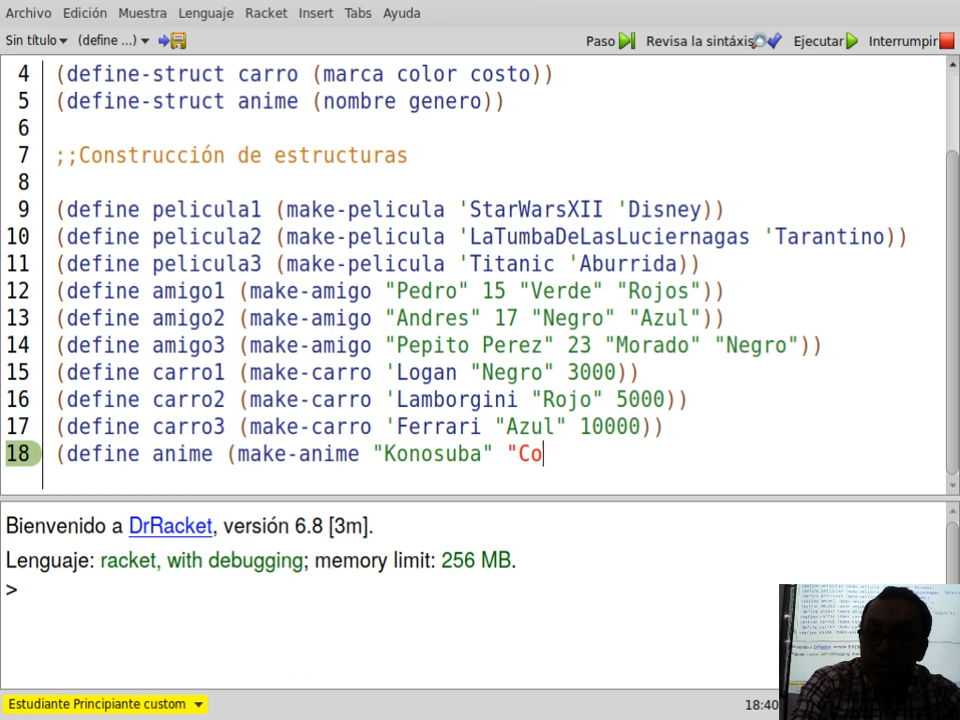 Archivo Edición Muestra Lenguaje Racket Insert Tabs Ayuda
Sin título (define ...) Paso Revisa la sintáxis Ejecutar Interrumpir
4 (define-struct carro (marca color costo))
5 (define-struct anime (nombre genero))
6
7 ;;Construcción de estructuras
8
9 (define pelicula1 (make-pelicula 'StarWarsXII 'Disney))
10 (define pelicula2 (make-pelicula 'LaTumbaDeLasLuciernagas 'Tarantino))
11 (define pelicula3 (make-pelicula 'Titanic 'Aburrida))
12 (define amigo1 (make-amigo "Pedro" 15 "Verde" "Rojos"))
13 (define amigo2 (make-amigo "Andres" 17 "Negro" "Azul"))
14 (define amigo3 (make-amigo "Pepito Perez" 23 "Morado" "Negro"))
15 (define carro1 (make-carro 'Logan "Negro" 3000))
16 (define carro2 (make-carro 'Lamborgini "Rojo" 5000))
17 (define carro3 (make-carro 'Ferrari "Azul" 10000))
18 (define anime (make-anime "Konosuba" "Co
Bienvenido a DrRacket, versión 6.8 [3m].
Lenguaje: racket, with debugging; memory limit: 256 MB.
>
Estudiante Principiante custom 18:40